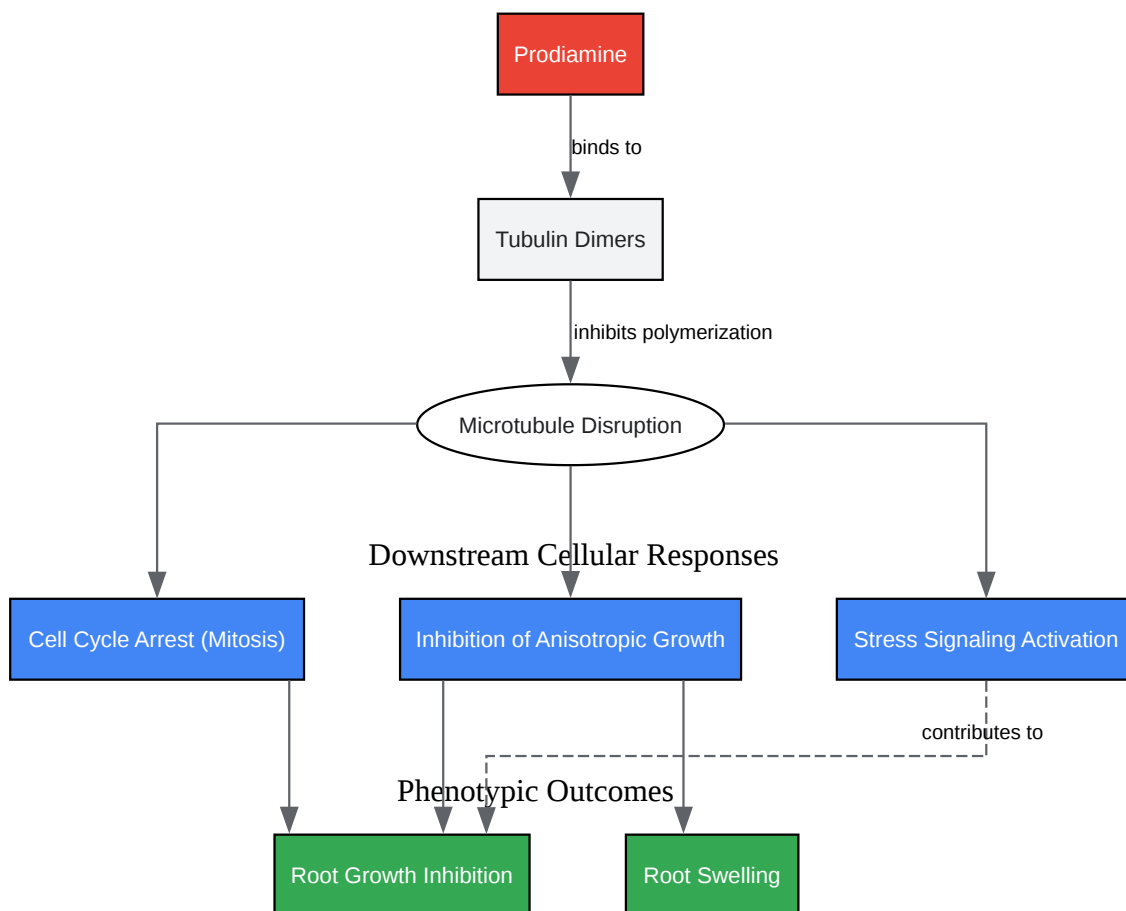 Prodiamine
binds to
Tubulin Dimers
inhibits polymerization
Microtubule Disruption
Downstream Cellular Responses
Cell Cycle Arrest (Mitosis)
Inhibition of Anisotropic Growth
Stress Signaling Activation
contributes to
Phenotypic Outcomes
Root Growth Inhibition
Root Swelling